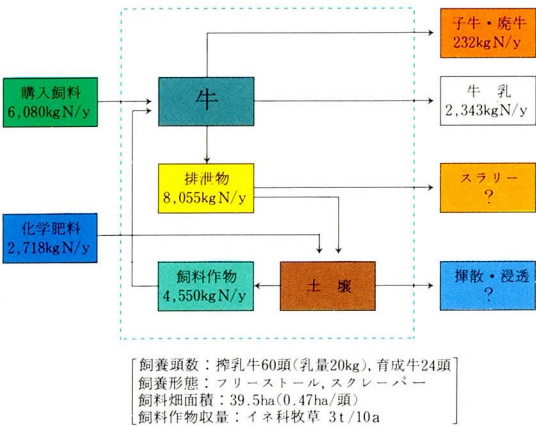 子牛・廃牛
232kgN/y
購入飼料
6,080kgN/y
牛
牛 乳
2,343kgN/y
排泄物
8,055kgN/y
スラリー
?
化学肥料
2,718kgN/y
飼料作物
4,550kgN/y
土 壌
揮散・浸透
?
飼養頭数：搾乳牛60頭(乳量20kg), 育成牛24頭
飼養形態：フリーストール, スクレーパー
飼料畑面積：39.5ha(0.47ha/頭)
飼料作物収量：イネ科牧草 3t/10a